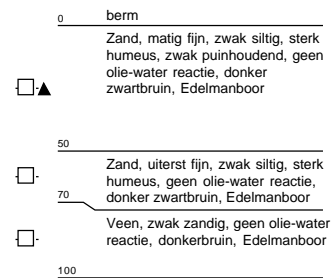 0 berm
Zand, matig fijn, zwak siltig, sterk
humeus, zwak puinhoudend, geen
olie-water reactie, donker
zwartbruin, Edelmanboor
50
Zand, uiterst fijn, zwak siltig, sterk
humeus, geen olie-water reactie,
70 donker zwartbruin, Edelmanboor
Veen, zwak zandig, geen olie-water
reactie, donkerbruin, Edelmanboor
100